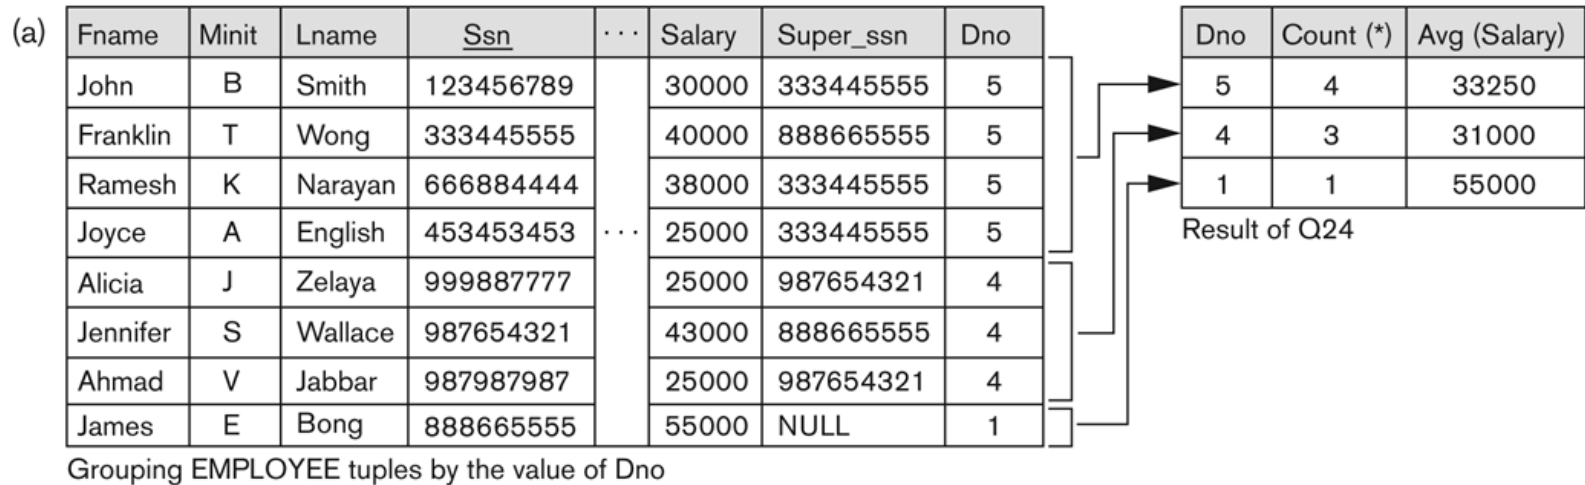 (a)
Fname Minit Lname Ssn · · · Salary Super_ssn Dno
John B Smith 123456789 30000 333445555 5
Franklin T Wong 333445555 40000 888665555 5
Ramesh K Narayan 666884444 38000 333445555 5
Joyce A English 453453453 · · · 25000 333445555 5
Alicia J Zelaya 999887777 25000 987654321 4
Jennifer S Wallace 987654321 43000 888665555 4
Ahmad V Jabbar 987987987 25000 987654321 4
James E Bong 888665555 55000 NULL 1
Grouping EMPLOYEE tuples by the value of Dno
Dno Count (*) Avg (Salary)
5 4 33250
4 3 31000
1 1 55000
Result of Q24